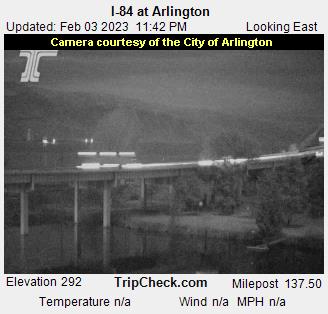 I-84 at Arlington
Updated: Feb 03 2023 11:42 PM Looking East
Camera courtesy of the City of Arlington
Elevation 292 TripCheck.com Milepost 137.50
Temperature n/a Wind n/a MPH n/a